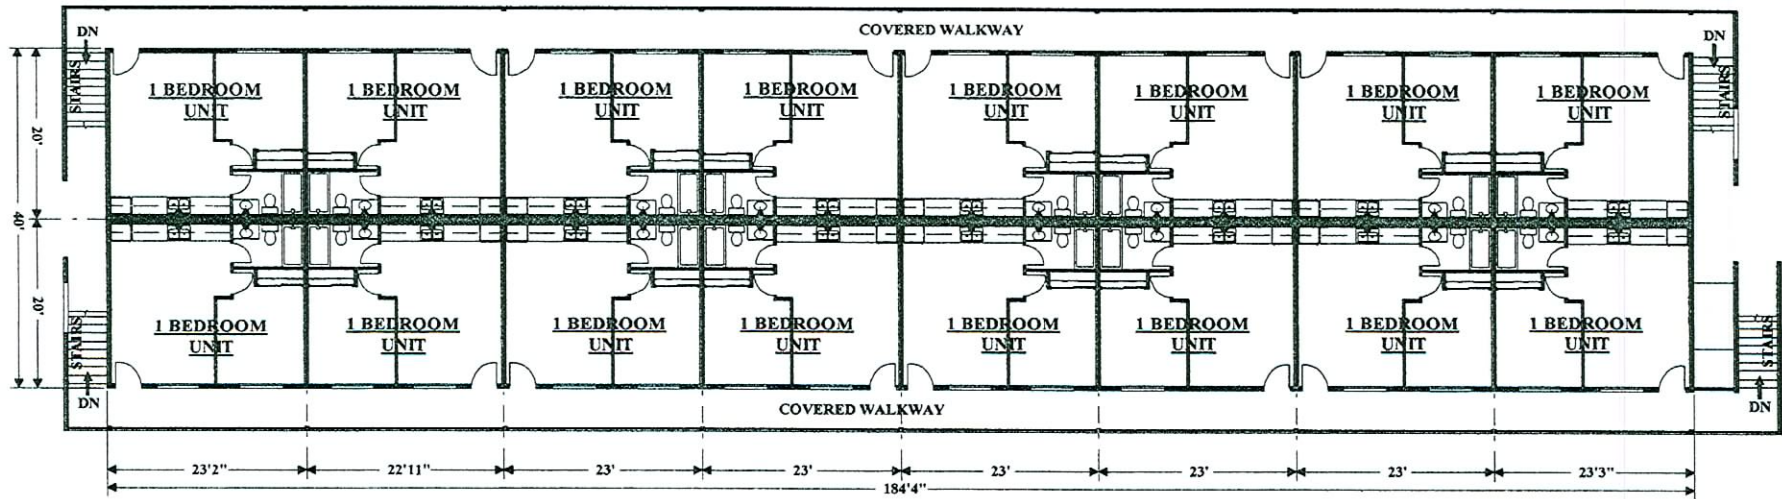 COVERED WALKWAY
DN
DN
STAIRS
STAIRS
1 BEDROOM
UNIT
1 BEDROOM
UNIT
1 BEDROOM
UNIT
1 BEDROOM
UNIT
1 BEDROOM
UNIT
1 BEDROOM
UNIT
1 BEDROOM
UNIT
1 BEDROOM
UNIT
20'
40'
20'
1 BEDROOM
UNIT
1 BEDROOM
UNIT
1 BEDROOM
UNIT
1 BEDROOM
UNIT
1 BEDROOM
UNIT
1 BEDROOM
UNIT
1 BEDROOM
UNIT
1 BEDROOM
UNIT
STAIRS
STAIRS
DN
DN
COVERED WALKWAY
23'2"
22'11"
23'
23'
23'
23'
23'
23'3"
184'4"